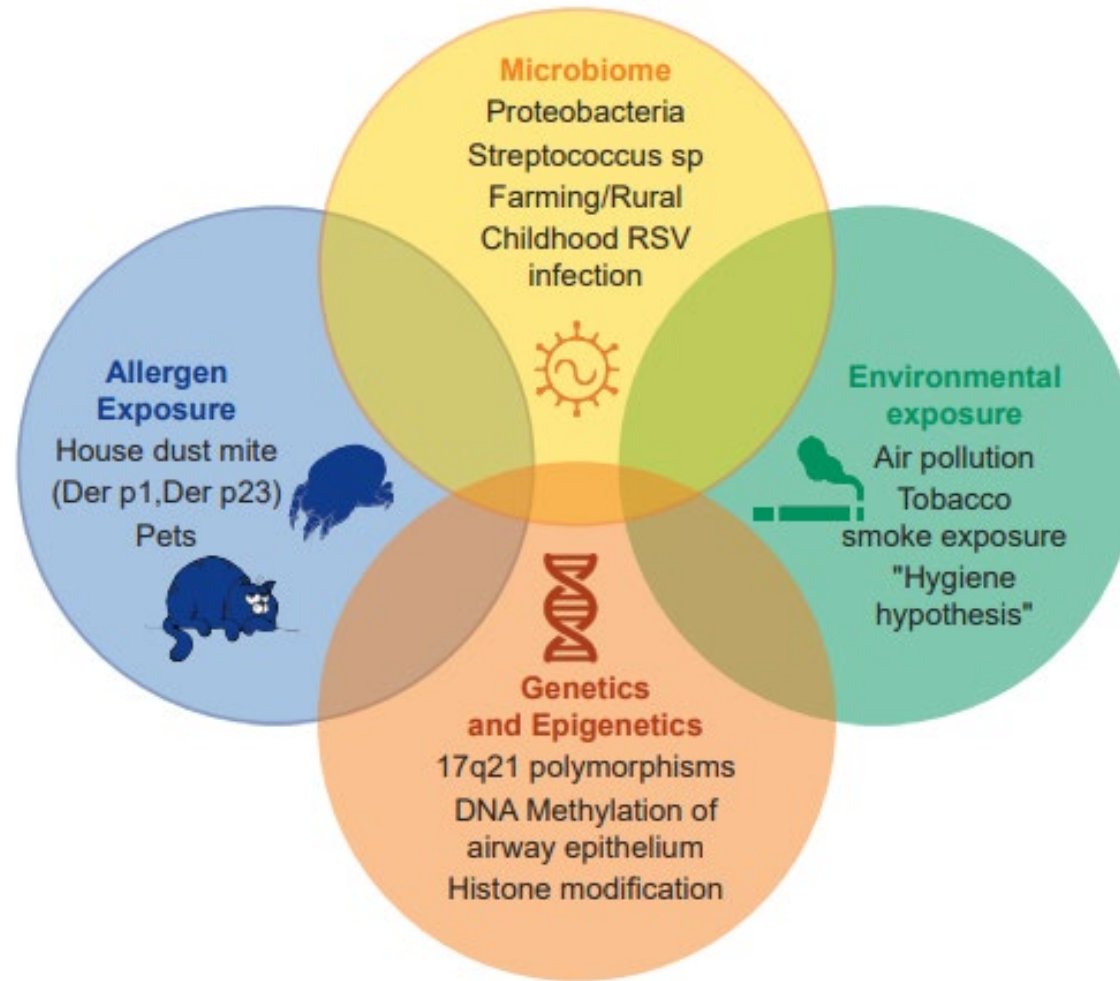 Microbiome
Proteobacteria
Streptococcus sp
Farming/Rural
Childhood RSV
infection
Allergen
Exposure
House dust mite
(Der p1,Der p23)
Pets
Environmental
exposure
Air pollution
Tobacco
smoke exposure
"Hygiene
hypothesis"
Genetics
and Epigenetics
17q21 polymorphisms
DNA Methylation of
airway epithelium
Histone modification